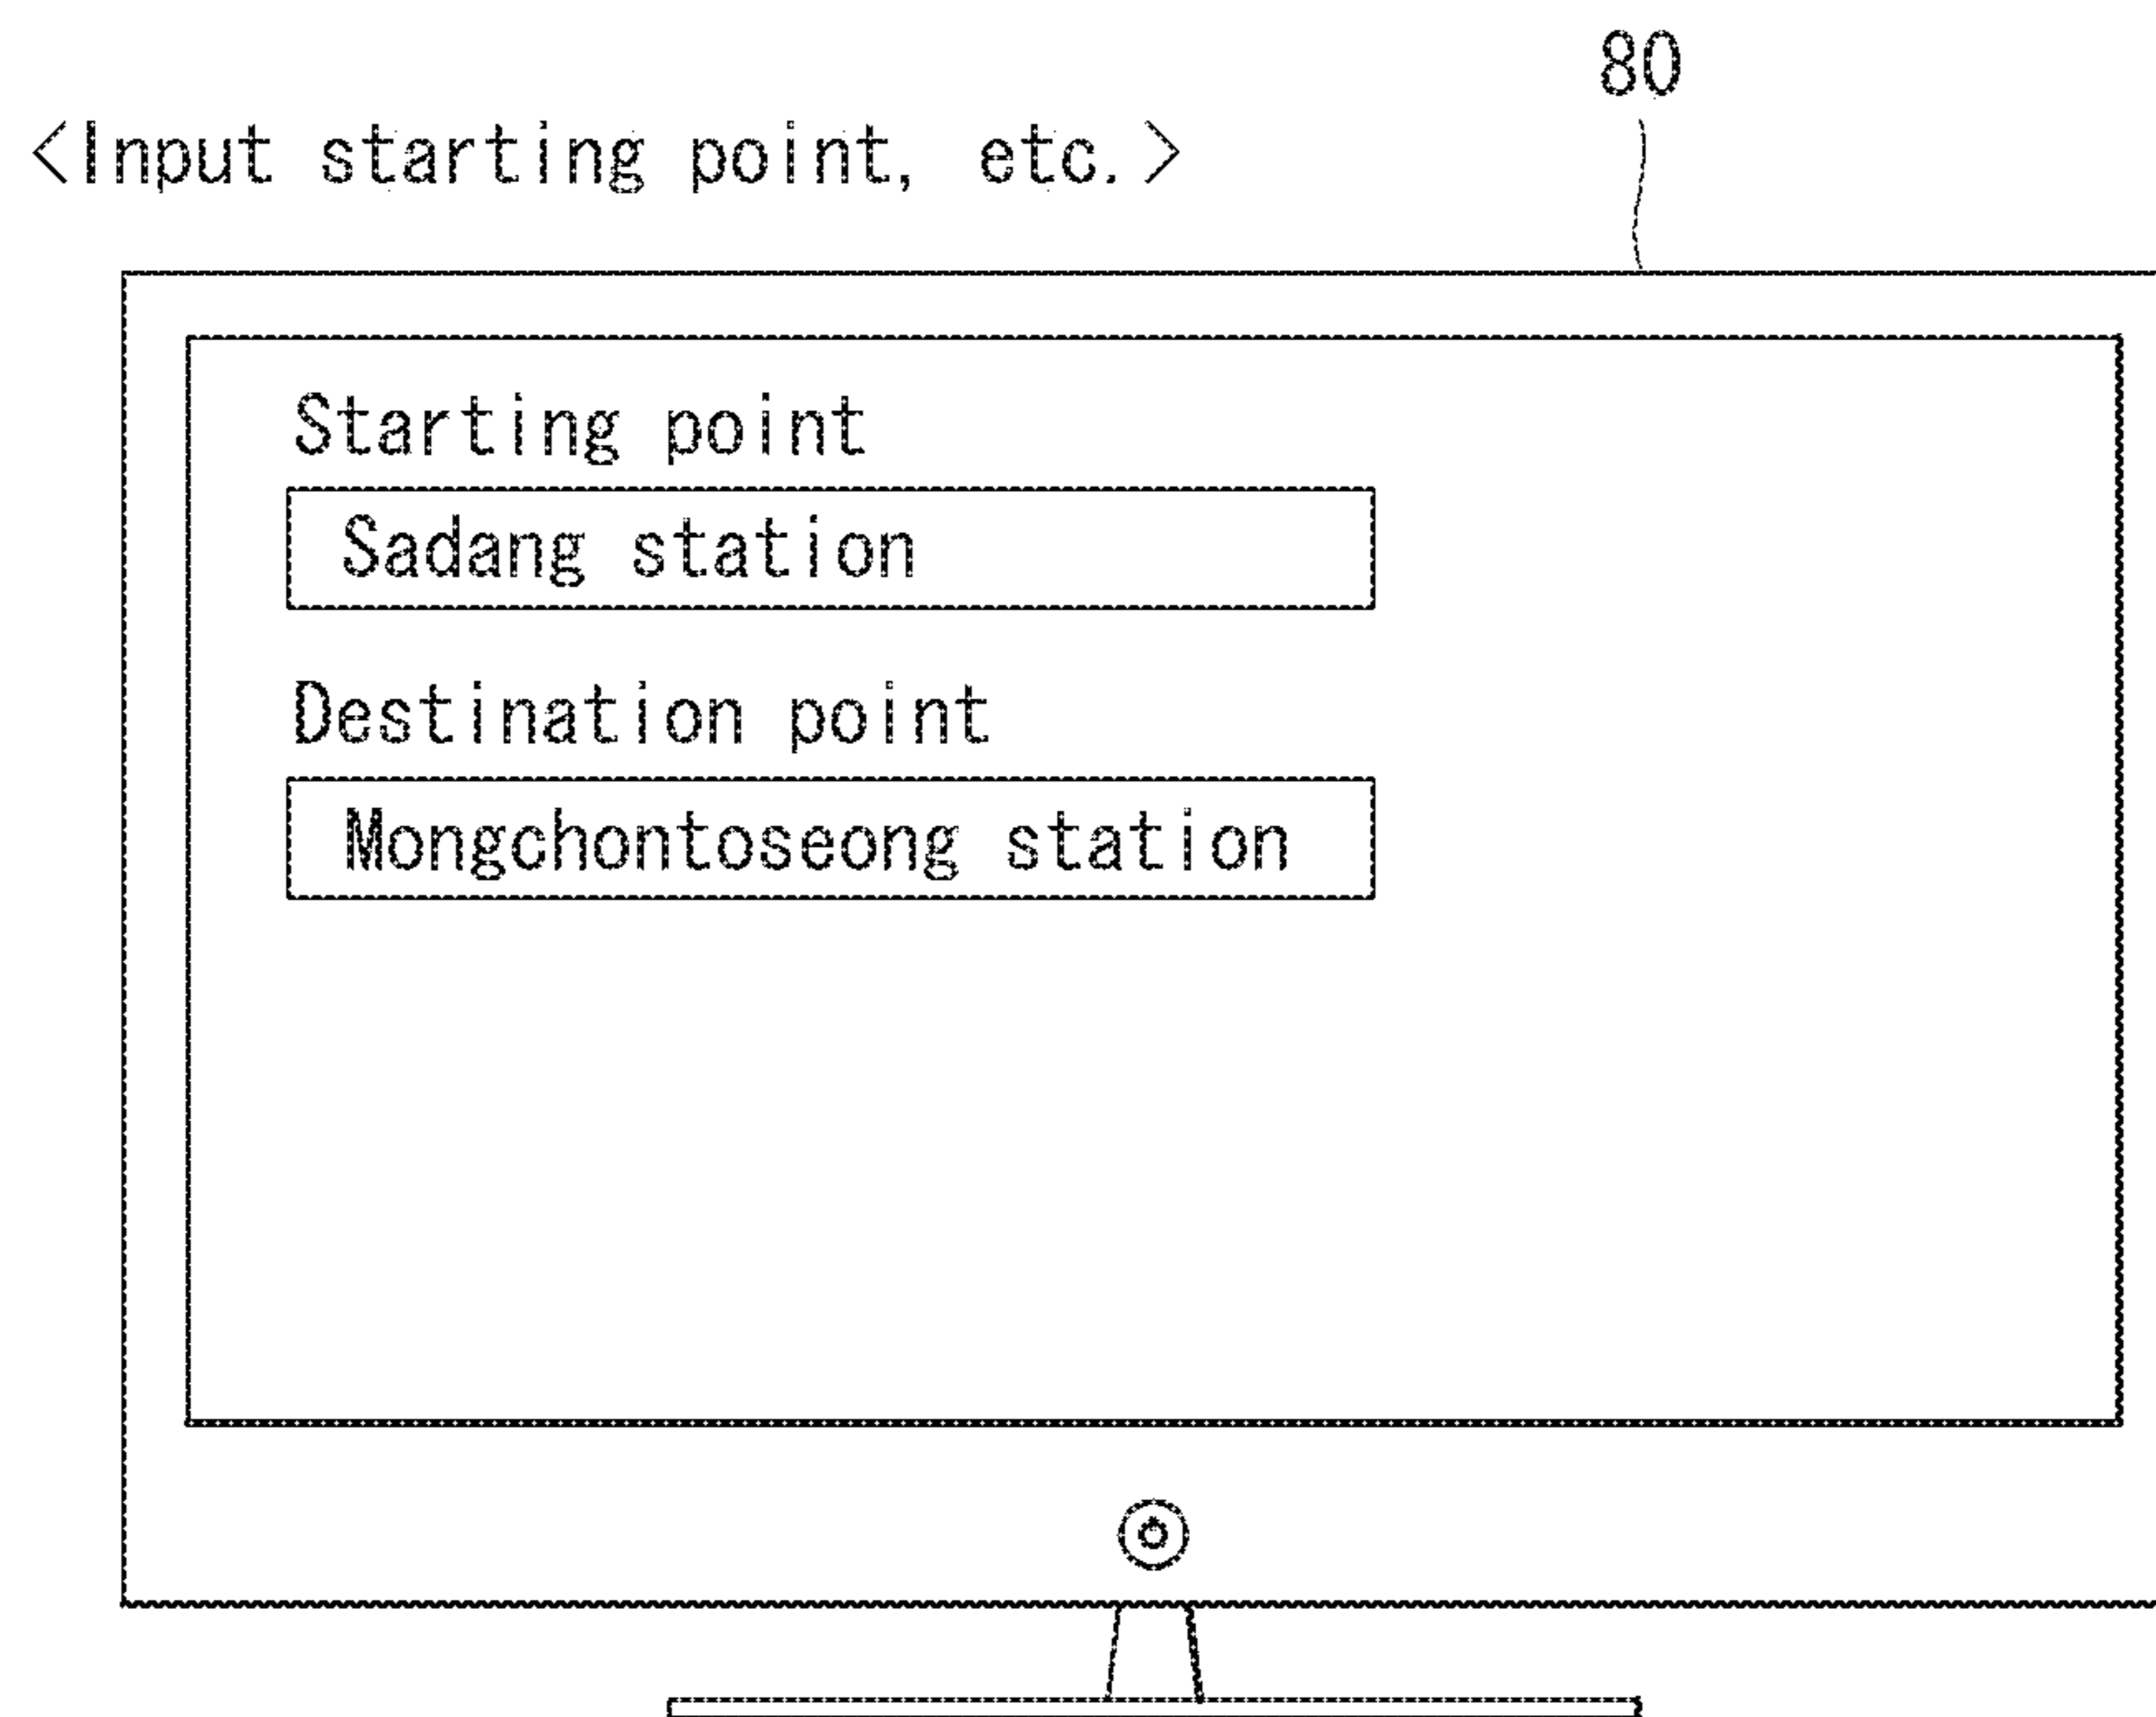 80
<Input starting point, etc.>
Starting point
Sadang station
Destination point
Mongchontoseong station